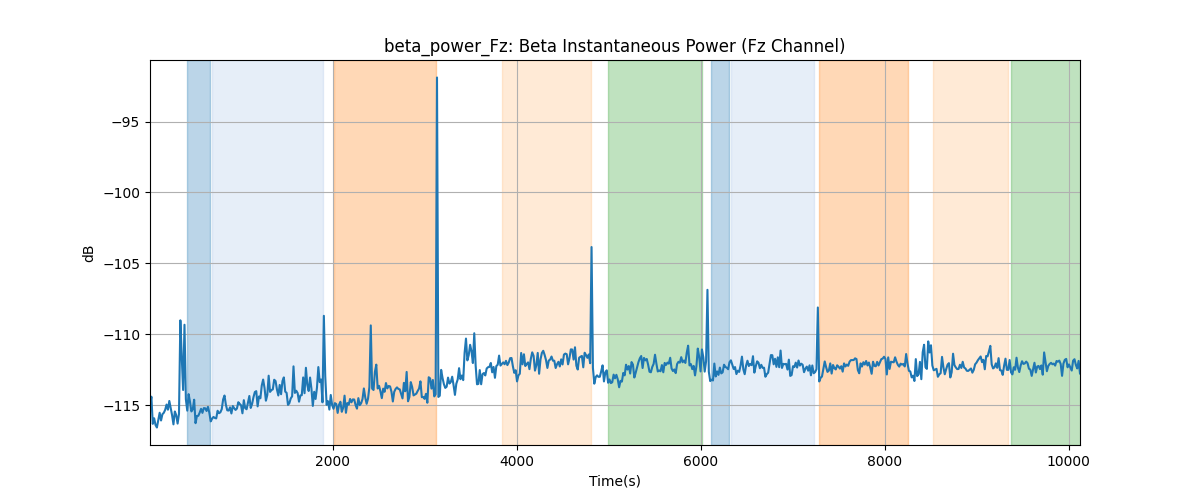 beta_power_Fz: Beta Instantaneous Power (Fz Channel)
dB
−95
−100
−105
−110
−115
2000 4000 6000 8000 10000
Time(s)